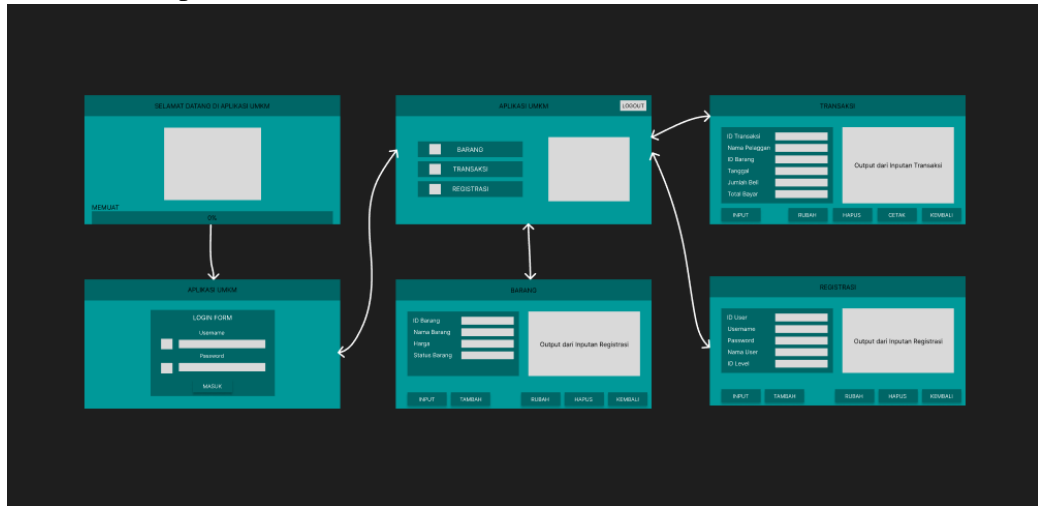 SELAMAT DATANG DI APLIKASI UMKM
MEMUAT
0%
APLIKASI UMKM
LOGIN FORM
Username
Password
MASUK
APLIKASI UMKM
LOGOUT
BARANG
TRANSAKSI
REGISTRASI
BARANG
ID Barang
Nama Barang
Harga
Status Barang
Output dari Inputan Registrasi
INPUT TAMBAH RUBAH HAPUS KEMBALI
TRANSAKSI
ID Transaksi
Nama Pelaggan
ID Barang
Tanggal
Jumlah Beli
Total Bayar
Output dari Inputan Transaksi
INPUT RUBAH HAPUS CETAK KEMBALI
REGISTRASI
ID User
Username
Password
Nama User
ID Level
Output dari Inputan Registrasi
INPUT TAMBAH RUBAH HAPUS KEMBALI